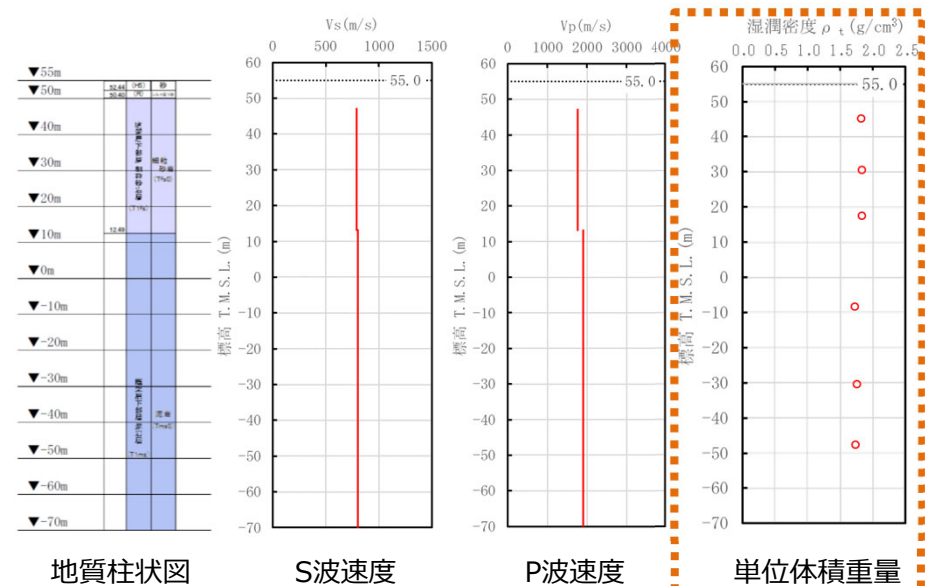 ▼55m
▼50m
▼40m
▼30m
▼20m
▼10m
▼0m
▼-10m
▼-20m
▼-30m
▼-40m
▼-50m
▼-60m
▼-70m
52.44
50.40
12.49
砂
細粒
砂岩
泥岩
地質柱状図
Vs(m/s)
0 500 1000 1500
60
50
40
30
20
10
0
-10
-20
-30
-40
-50
-60
-70
標高 T.M.S.L.(m)
55.0
S波速度
Vp(m/s)
0 1000 2000 3000 4000
60
50
40
30
20
10
0
-10
-20
-30
-40
-50
-60
-70
標高 T.M.S.L.(m)
55.0
P波速度
湿潤密度 ρt(g/cm³)
0.0 0.5 1.0 1.5 2.0 2.5
60
50
40
30
20
10
0
-10
-20
-30
-40
-50
-60
-70
標高 T.M.S.L.(m)
55.0
単位体積重量